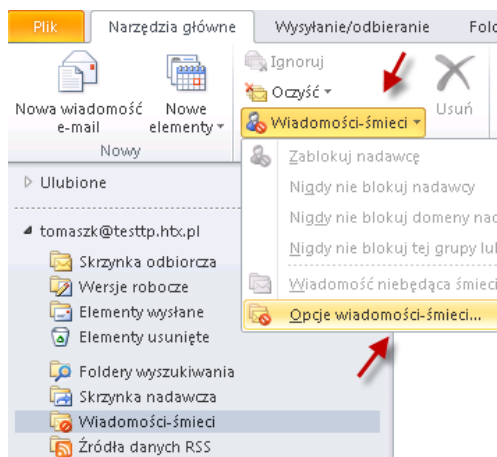 Plik Narzędzia główne Wysyłanie/odbieranie
Ignoruj
Oczyść
Wiadomości-śmieci
Usuń
Nowa wiadomość
e-mail
Nowe
elementy
Nowy
Zablokuj nadawcę
Nigdy nie blokuj nadawcy
Nigdy nie blokuj domeny nad
Nigdy nie blokuj tej grupy lub
Wiadomość niebędąca śmieci
Opcje wiadomości-śmieci...
Ulubione
tomaszk@testtp.htx.pl
Skrzynka odbiorcza
Wersje robocze
Elementy wysłane
Elementy usunięte
Foldery wyszukiwania
Skrzynka nadawcza
Wiadomości-śmieci
Źródła danych RSS